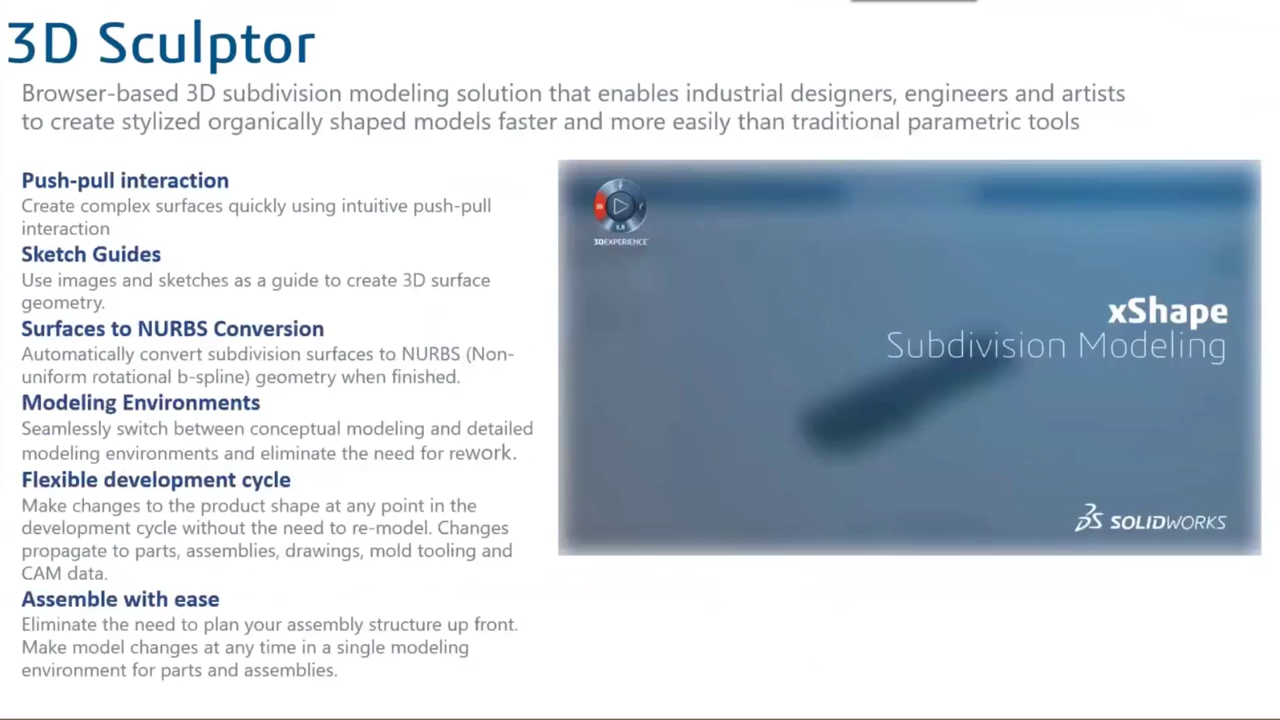 3D Sculptor
Browser-based 3D subdivision modeling solution that enables industrial designers, engineers and artists
to create stylized organically shaped models faster and more easily than traditional parametric tools
Push-pull interaction
Create complex surfaces quickly using intuitive push-pull
interaction
Sketch Guides
Use images and sketches as a guide to create 3D surface
geometry.
Surfaces to NURBS Conversion
Automatically convert subdivision surfaces to NURBS (Non-
uniform rotational b-spline) geometry when finished.
Modeling Environments
Seamlessly switch between conceptual modeling and detailed
modeling environments and eliminate the need for rework.
Flexible development cycle
Make changes to the product shape at any point in the
development cycle without the need to re-model. Changes
propagate to parts, assemblies, drawings, mold tooling and
CAM data.
Assemble with ease
Eliminate the need to plan your assembly structure up front.
Make model changes at any time in a single modeling
environment for parts and assemblies.
3D
V.R
3DEXPERIENCE
xShape
Subdivision Modeling
SOLIDWORKS